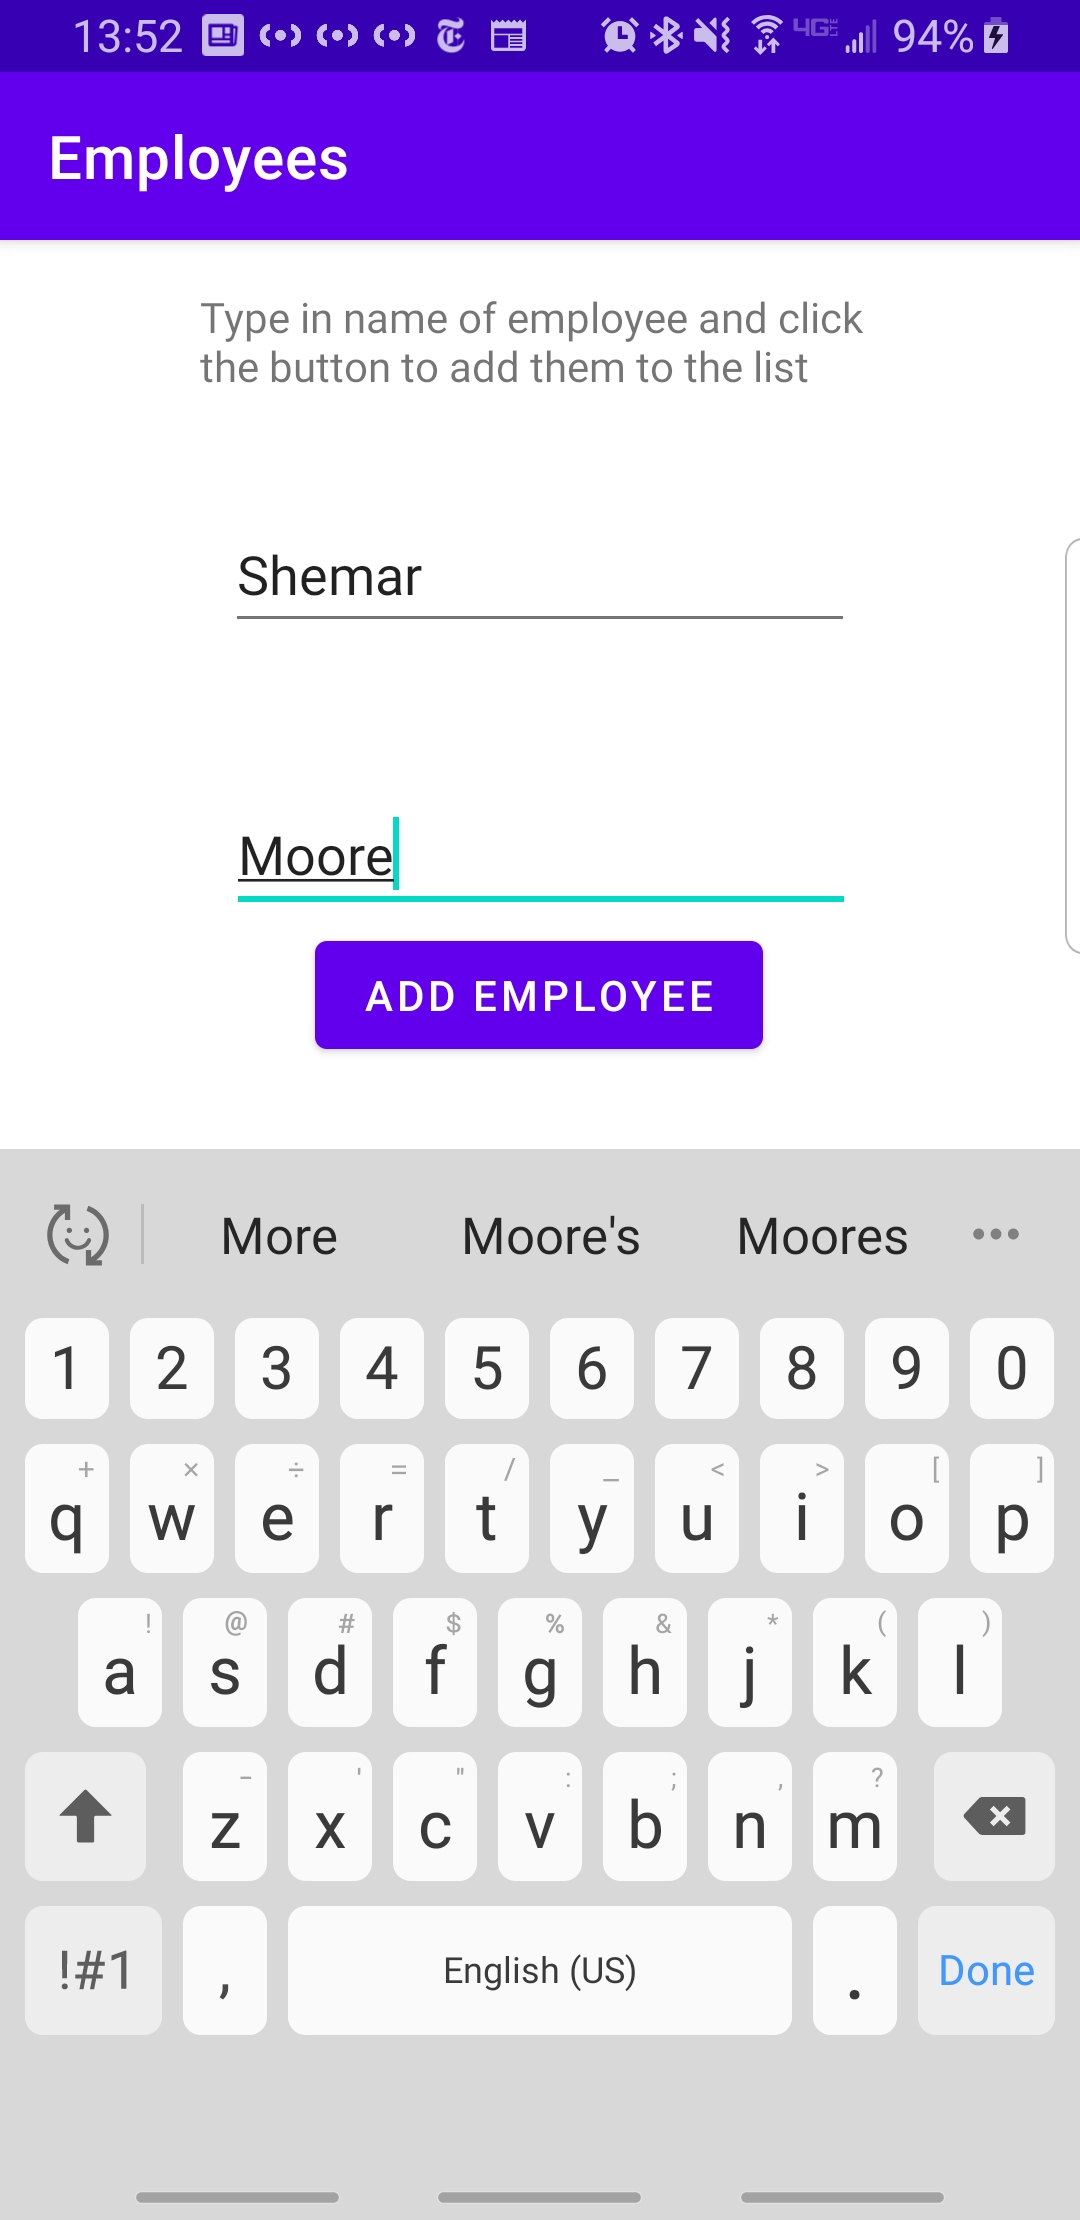 13:52 4G LTE 94%
Employees
Type in name of employee and click
the button to add them to the list
Shemar
Moore
ADD EMPLOYEE
More Moore's Moores
1 2 3 4 5 6 7 8 9 0
+ × ÷ = / _ < > [ ]
q w e r t y u i o p
! @ # $ % & * ( )
a s d f g h j k l
- ' " : ; , ?
z x c v b n m
!#1 , English (US) . Done